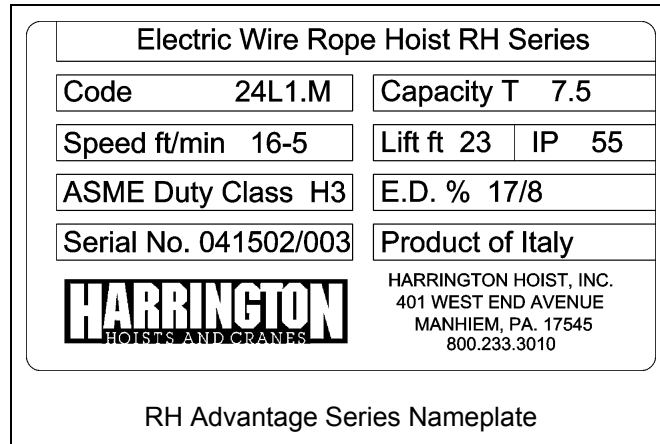 Electric Wire Rope Hoist RH Series
Code 24L1.M
Capacity T 7.5
Speed ft/min 16-5
Lift ft 23 IP 55
ASME Duty Class H3
E.D. % 17/8
Serial No. 041502/003
Product of Italy
HARRINGTON
HOISTS AND CRANES
HARRINGTON HOIST, INC.
401 WEST END AVENUE
MANHIEM, PA. 17545
800.233.3010
RH Advantage Series Nameplate